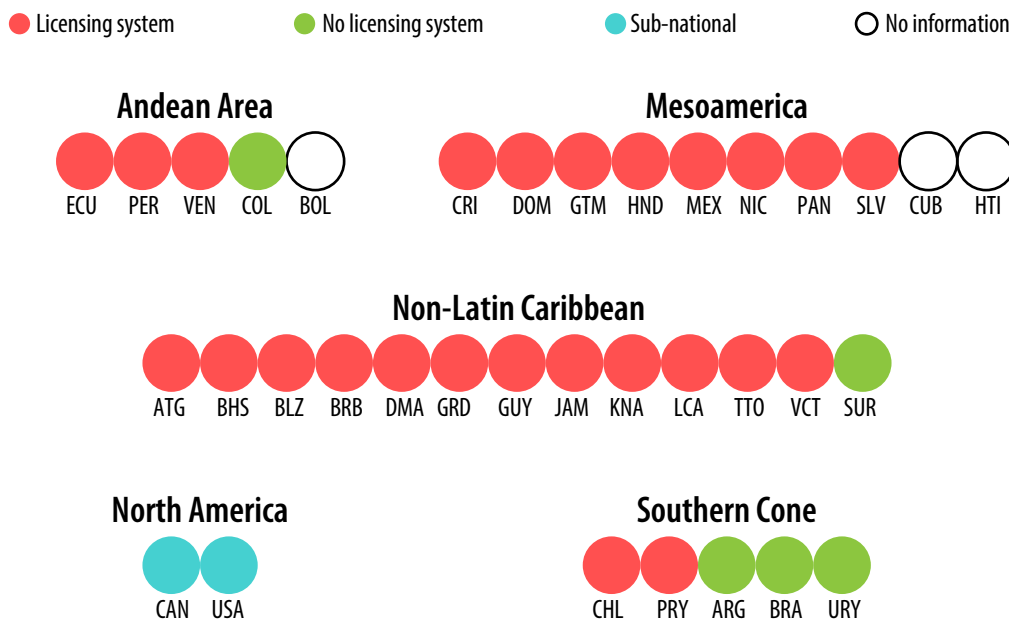 Licensing system No licensing system Sub-national No information
Andean Area
ECU PER VEN COL BOL
Mesoamerica
CRI DOM GTM HND MEX NIC PAN SLV CUB HTI
Non-Latin Caribbean
ATG BHS BLZ BRB DMA GRD GUY JAM KNA LCA TTO VCT SUR
North America
CAN USA
Southern Cone
CHL PRY ARG BRA URY